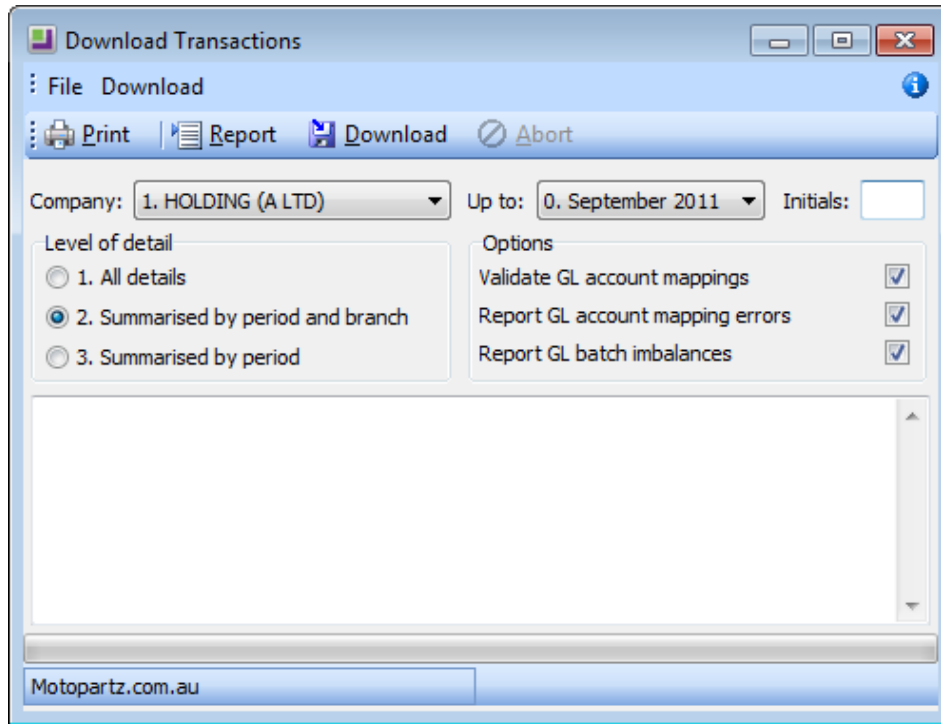 Download Transactions
File Download
Print Report Download Abort
Company: 1. HOLDING (A LTD) Up to: 0. September 2011 Initials:
Level of detail
1. All details
2. Summarised by period and branch
3. Summarised by period
Options
Validate GL account mappings
Report GL account mapping errors
Report GL batch imbalances
Motopartz.com.au